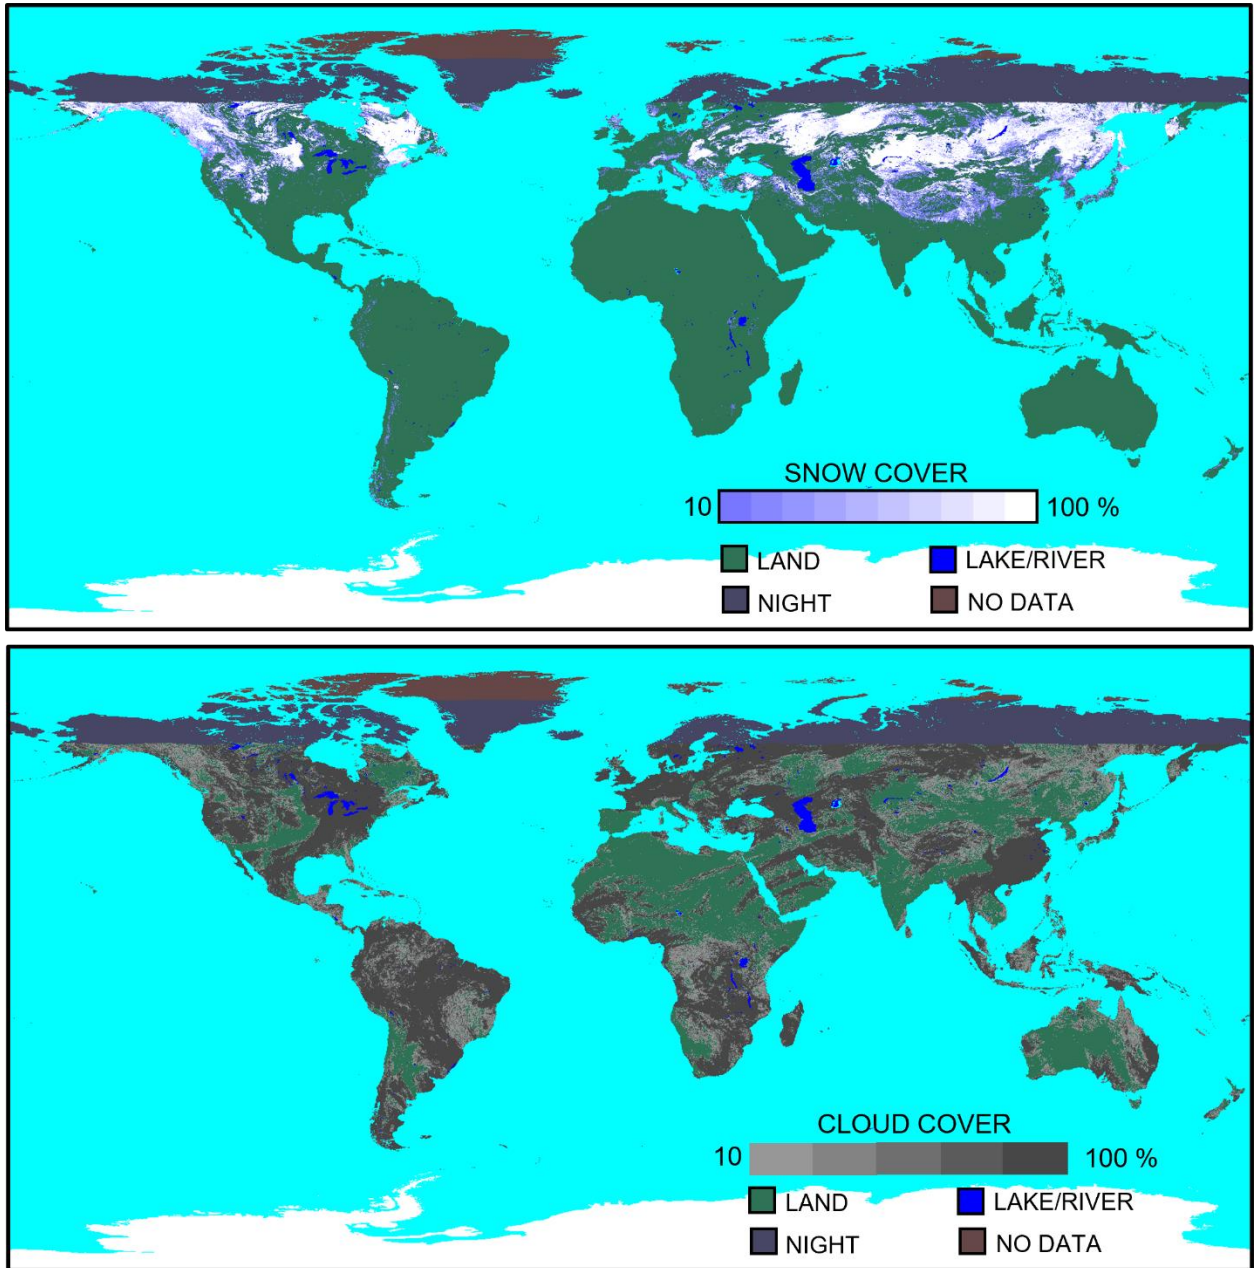 SNOW COVER
10 100 %
LAND LAKE/RIVER
NIGHT NO DATA
CLOUD COVER
10 100 %
LAND LAKE/RIVER
NIGHT NO DATA